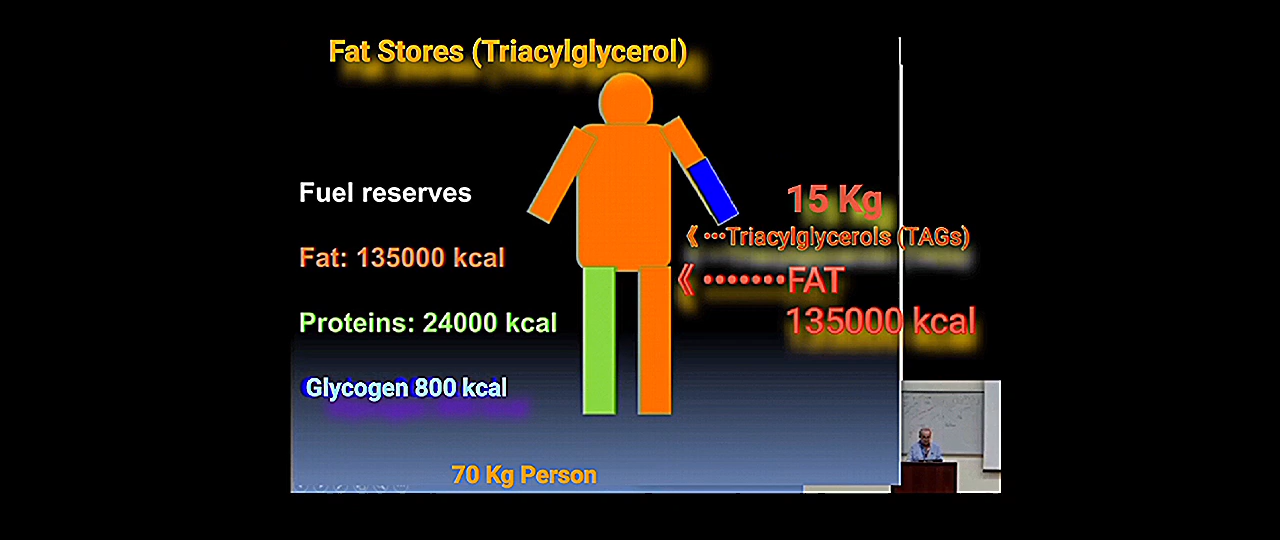 Fat Stores (Triacylglycerol)
Fuel reserves
Fat: 135000 kcal
Proteins: 24000 kcal
Glycogen 800 kcal
70 Kg Person
15 Kg
《 ···Triacylglycerols (TAGs)
《 ·······FAT
135000 kcal